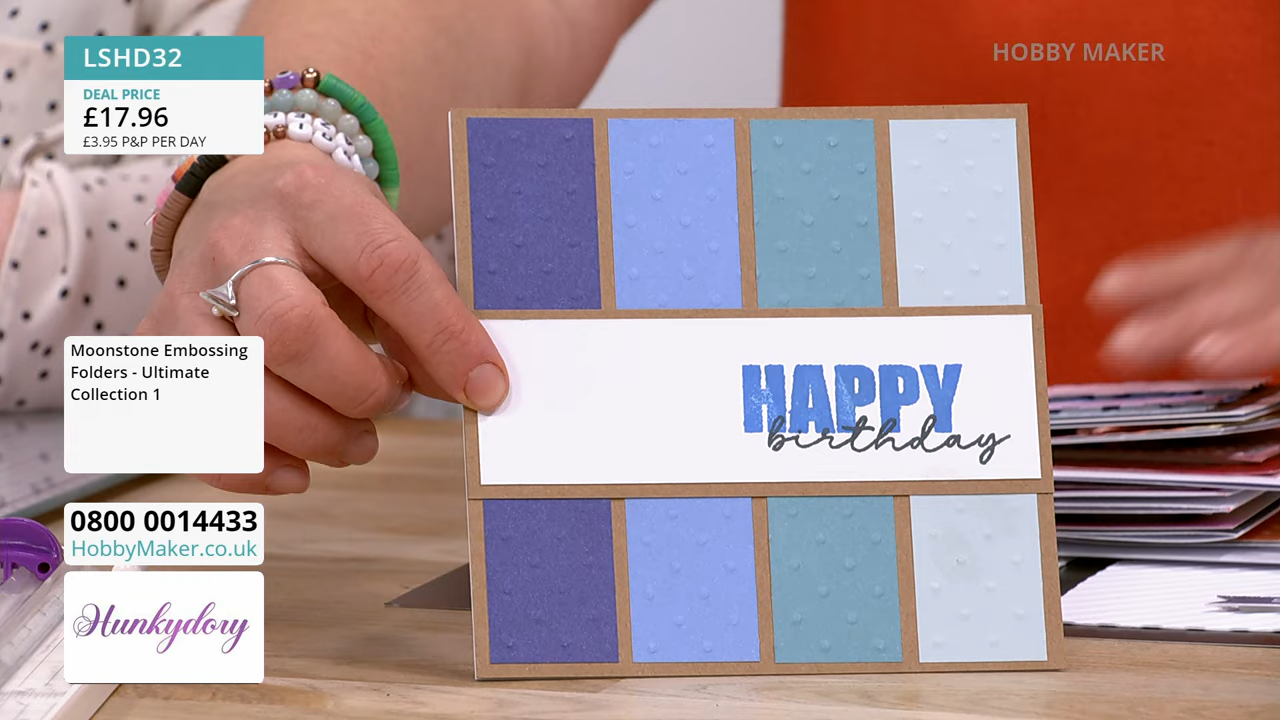 LSHD32
DEAL PRICE
£17.96
£3.95 P&P PER DAY
HOBBY MAKER
Moonstone Embossing
Folders - Ultimate
Collection 1
HAPPY
birthday
0800 0014433
HobbyMaker.co.uk
Hunkydory